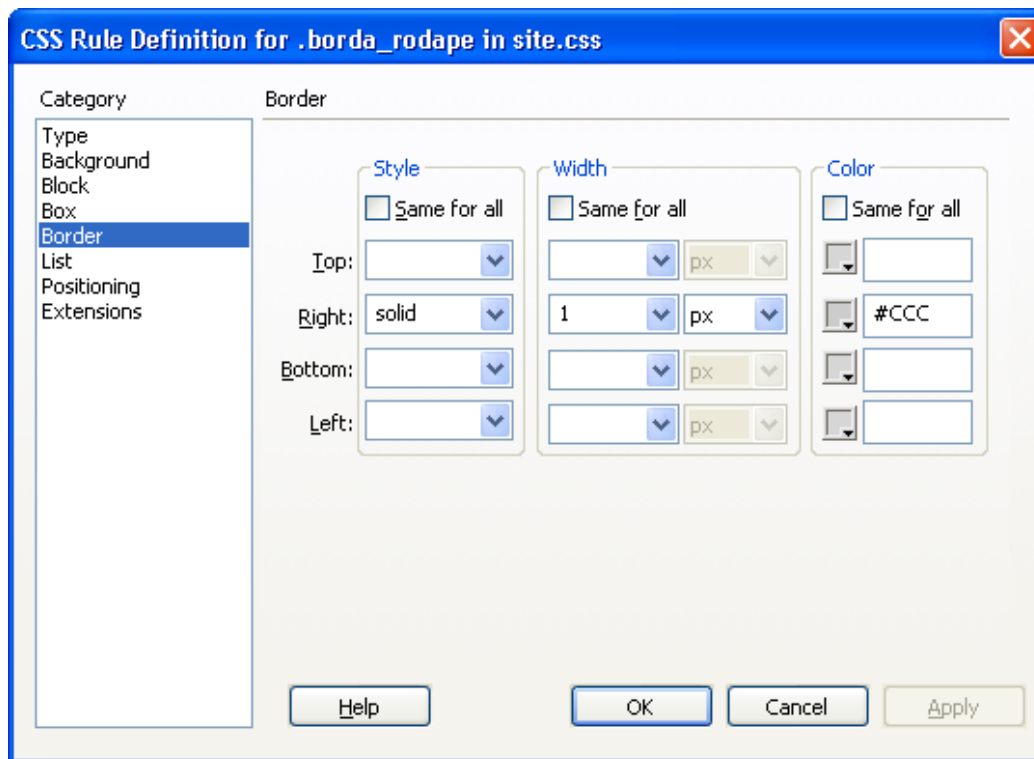 CSS Rule Definition for .borda_rodape in site.css
Category
Border
Type
Background
Block
Box
Border
List
Positioning
Extensions
Style Width Color
Same for all Same for all Same for all
Top: px
Right: solid 1 px #CCC
Bottom: px
Left: px
Help OK Cancel Apply